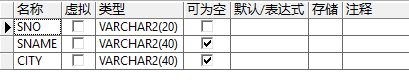 名称 虚拟 类型 可为空 默认/表达式 存储 注释
SNO VARCHAR2(20)
SNAME VARCHAR2(40)
CITY VARCHAR2(40)